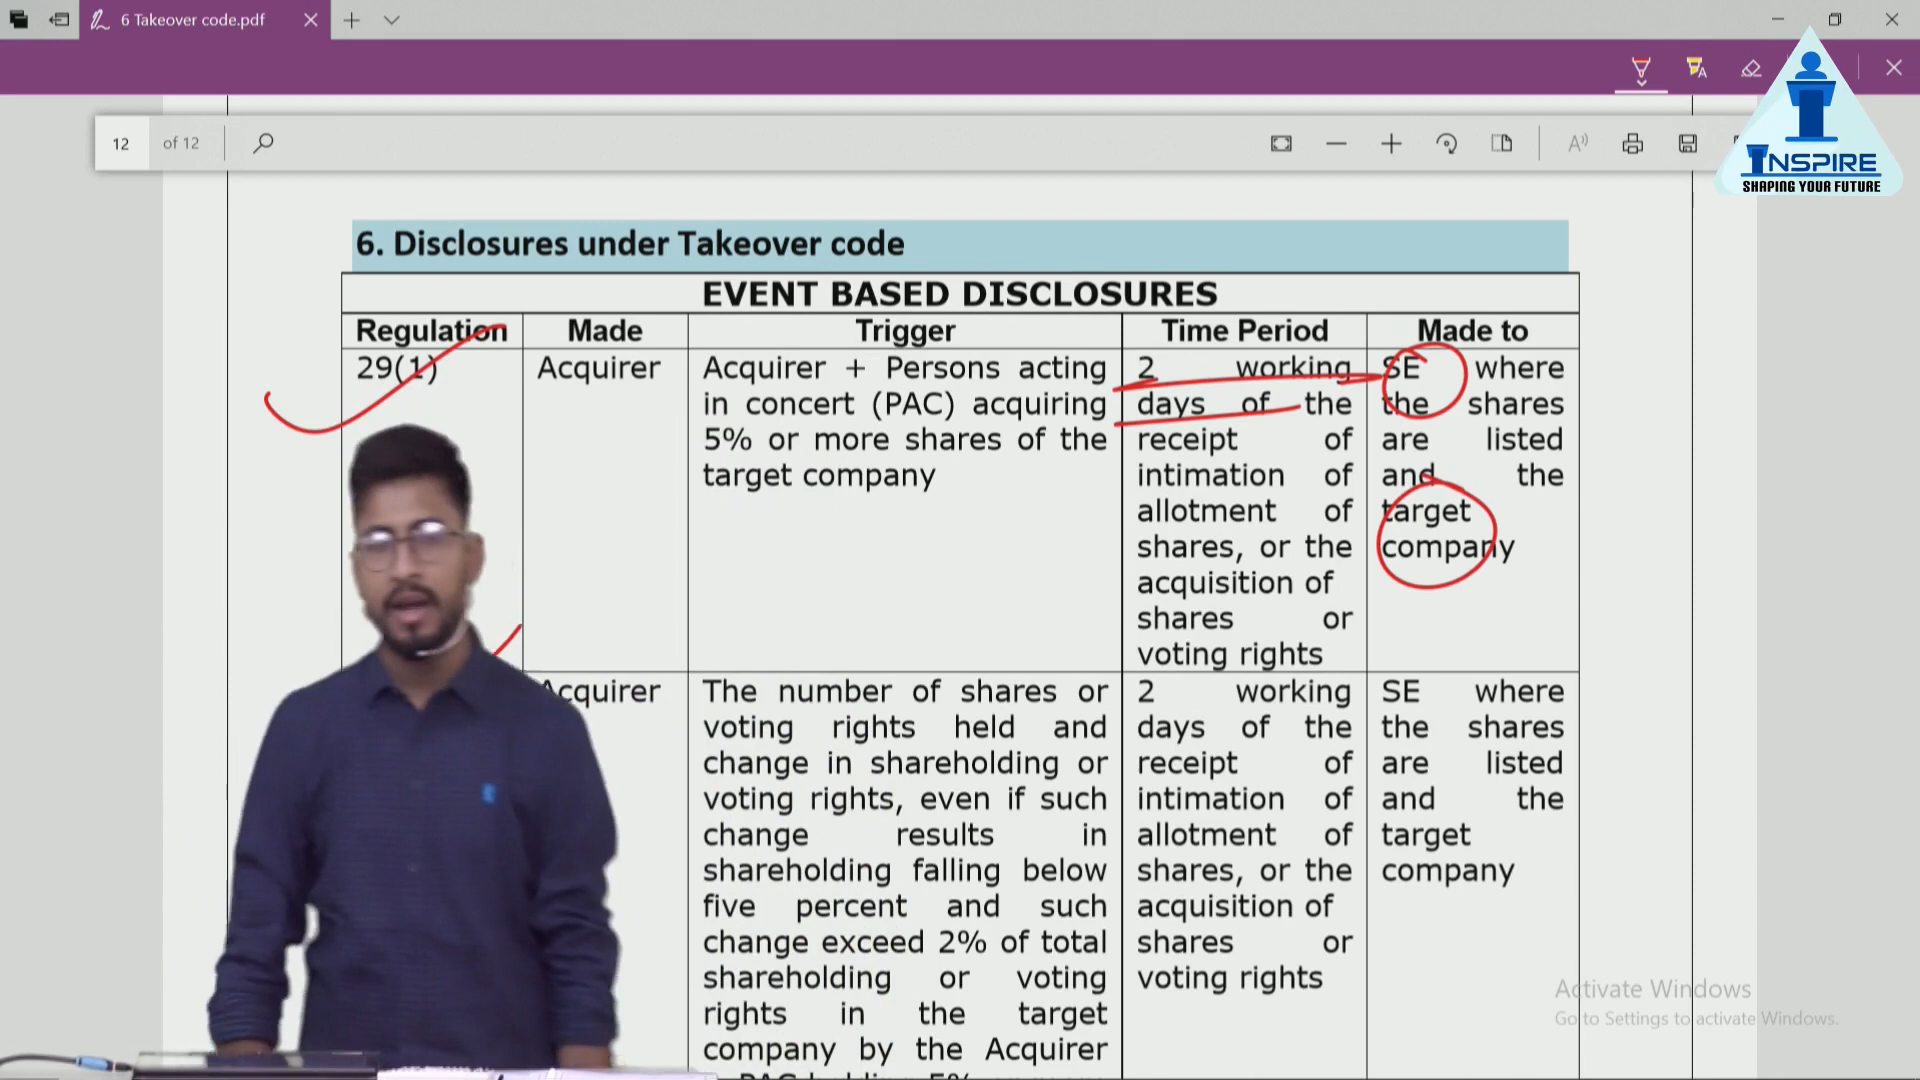 6 Takeover code.pdf
12 of 12
INSPIRE
SHAPING YOUR FUTURE
6. Disclosures under Takeover code
EVENT BASED DISCLOSURES
Regulation Made Trigger Time Period Made to
29(1)
Acquirer
Acquirer + Persons acting
in concert (PAC) acquiring
5% or more shares of the
target company
2 working
days of the
receipt of
intimation of
allotment of
shares, or the
acquisition of
shares or
voting rights
SE where
the shares
are listed
and the
target
company
Acquirer
The number of shares or
voting rights held and
change in shareholding or
voting rights, even if such
change results in
shareholding falling below
five percent and such
change exceed 2% of total
shareholding or voting
rights in the target
company by the Acquirer
2 working
days of the
receipt of
intimation of
allotment of
shares, or the
acquisition of
shares or
voting rights
SE where
the shares
are listed
and the
target
company
Activate Windows
Go to Settings to activate Windows.